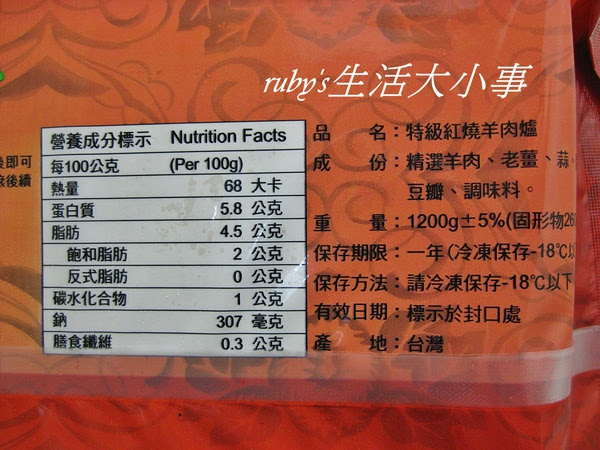 ruby's生活大小事
後即可
後續
營養成分標示 Nutrition Facts
每100公克 (Per 100g)
熱量 68 大卡
蛋白質 5.8 公克
脂肪 4.5 公克
飽和脂肪 2 公克
反式脂肪 0 公克
碳水化合物 1 公克
鈉 307 毫克
膳食纖維 0.3 公克
品 名：特級紅燒羊肉爐
成 份：精選羊肉、老薑、蒜、
豆瓣、調味料。
重 量：1200g±5%(固形物26
保存期限：一年(冷凍保存-18℃以
保存方法：請冷凍保存-18℃以下
有效日期：標示於封口處
產 地：台灣